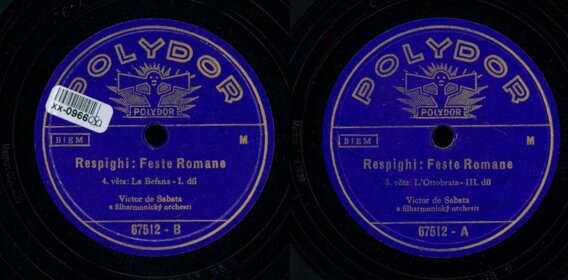 POLYDOR
POLYDOR
XX-0966
BIEM
M
Respighi: Feste Romane
4. věta: La Befana - I. díl
Victor de Sabata
a filharmonický orchestr
67512 - B
POLYDOR
POLYDOR
BIEM
M
Respighi: Feste Romane
3. věta: L'Ottobrata - III. díl
Victor de Sabata
a filharmonický orchestr
67512 - A